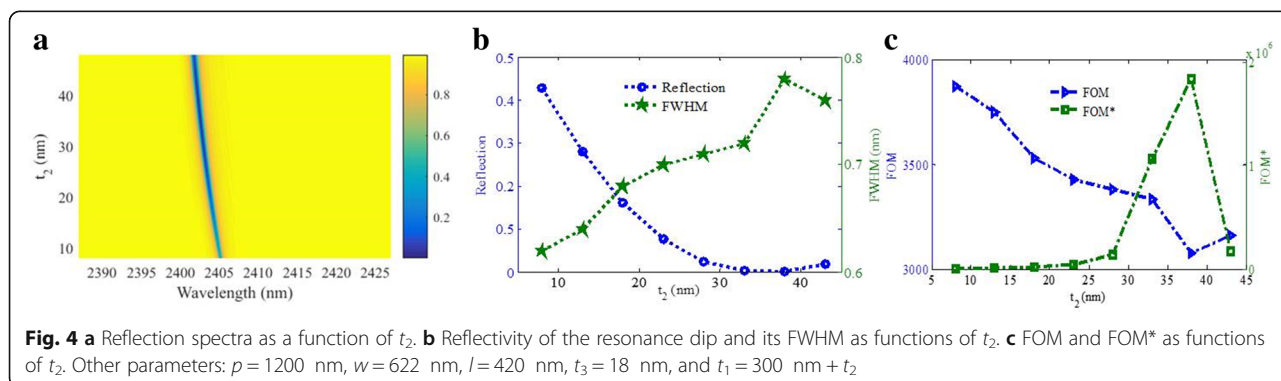 a
t₂ (nm)
40
30
20
10
2390 2395 2400 2405 2410 2415 2420 2425
Wavelength (nm)
0.8
0.6
0.4
0.2
b
Reflection
0.5
0.4
0.3
0.2
0.5
0
10 20 30 40
t₂ (nm)
Reflection
FWHM
0.8
0.7
0.6
FWHM (nm)
c
FOM
4000
3500
3000
5 10 15 20 25 30 35 40 45
t₂ (nm)
FOM
FOM*
x 10⁶
2
1
0
FOM*
Fig. 4 a Reflection spectra as a function of t₂. b Reflectivity of the resonance dip and its FWHM as functions of t₂. c FOM and FOM* as functions
of t₂. Other parameters: p = 1200 nm, w = 622 nm, l = 420 nm, t₃ = 18 nm, and t₁ = 300 nm + t₂